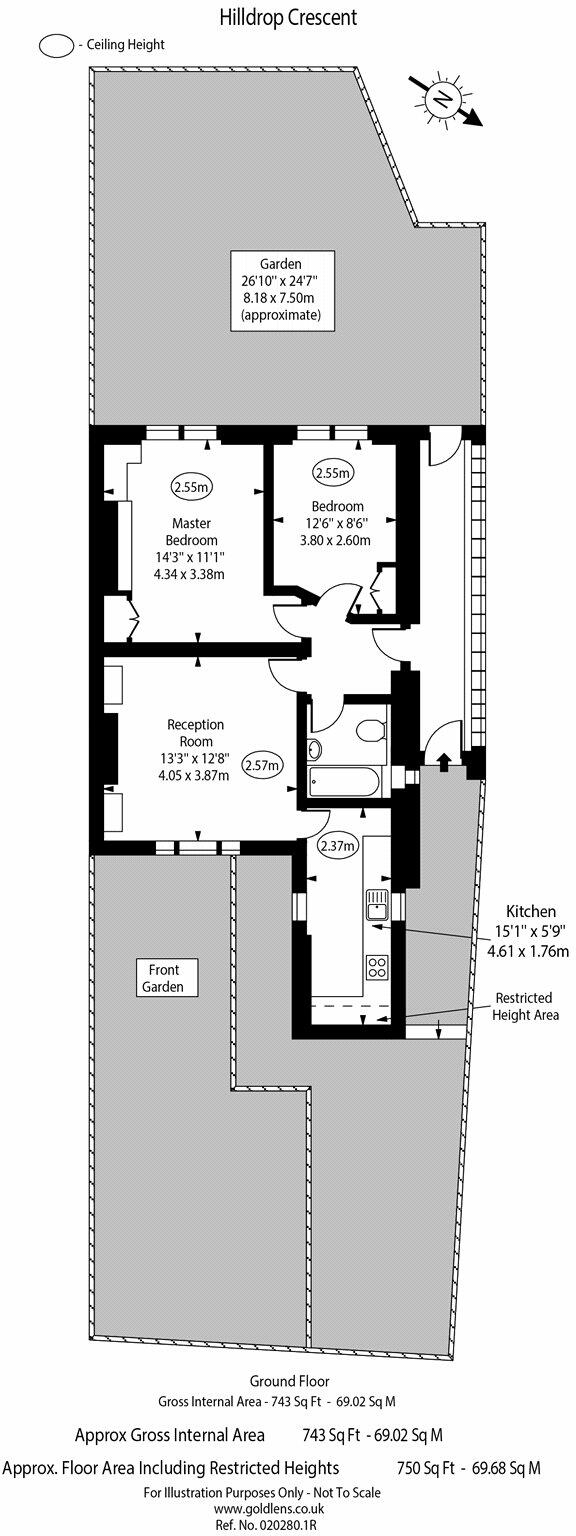 Hilldrop Crescent
- Ceiling Height
N
Garden
26'10" x 24'7"
8.18 x 7.50m
(approximate)
2.55m
Master
Bedroom
14'3" x 11'1"
4.34 x 3.38m
2.55m
Bedroom
12'6" x 8'6"
3.80 x 2.60m
Reception
Room
13'3" x 12'8"
4.05 x 3.87m
2.57m
2.37m
Kitchen
15'1" x 5'9"
4.61 x 1.76m
Front
Garden
Restricted
Height Area
Ground Floor
Gross Internal Area - 743 Sq Ft - 69.02 Sq M
Approx Gross Internal Area 743 Sq Ft - 69.02 Sq M
Approx. Floor Area Including Restricted Heights 750 Sq Ft - 69.68 Sq M
For Illustration Purposes Only - Not To Scale
www.goldlens.co.uk
Ref. No. 020280.1R